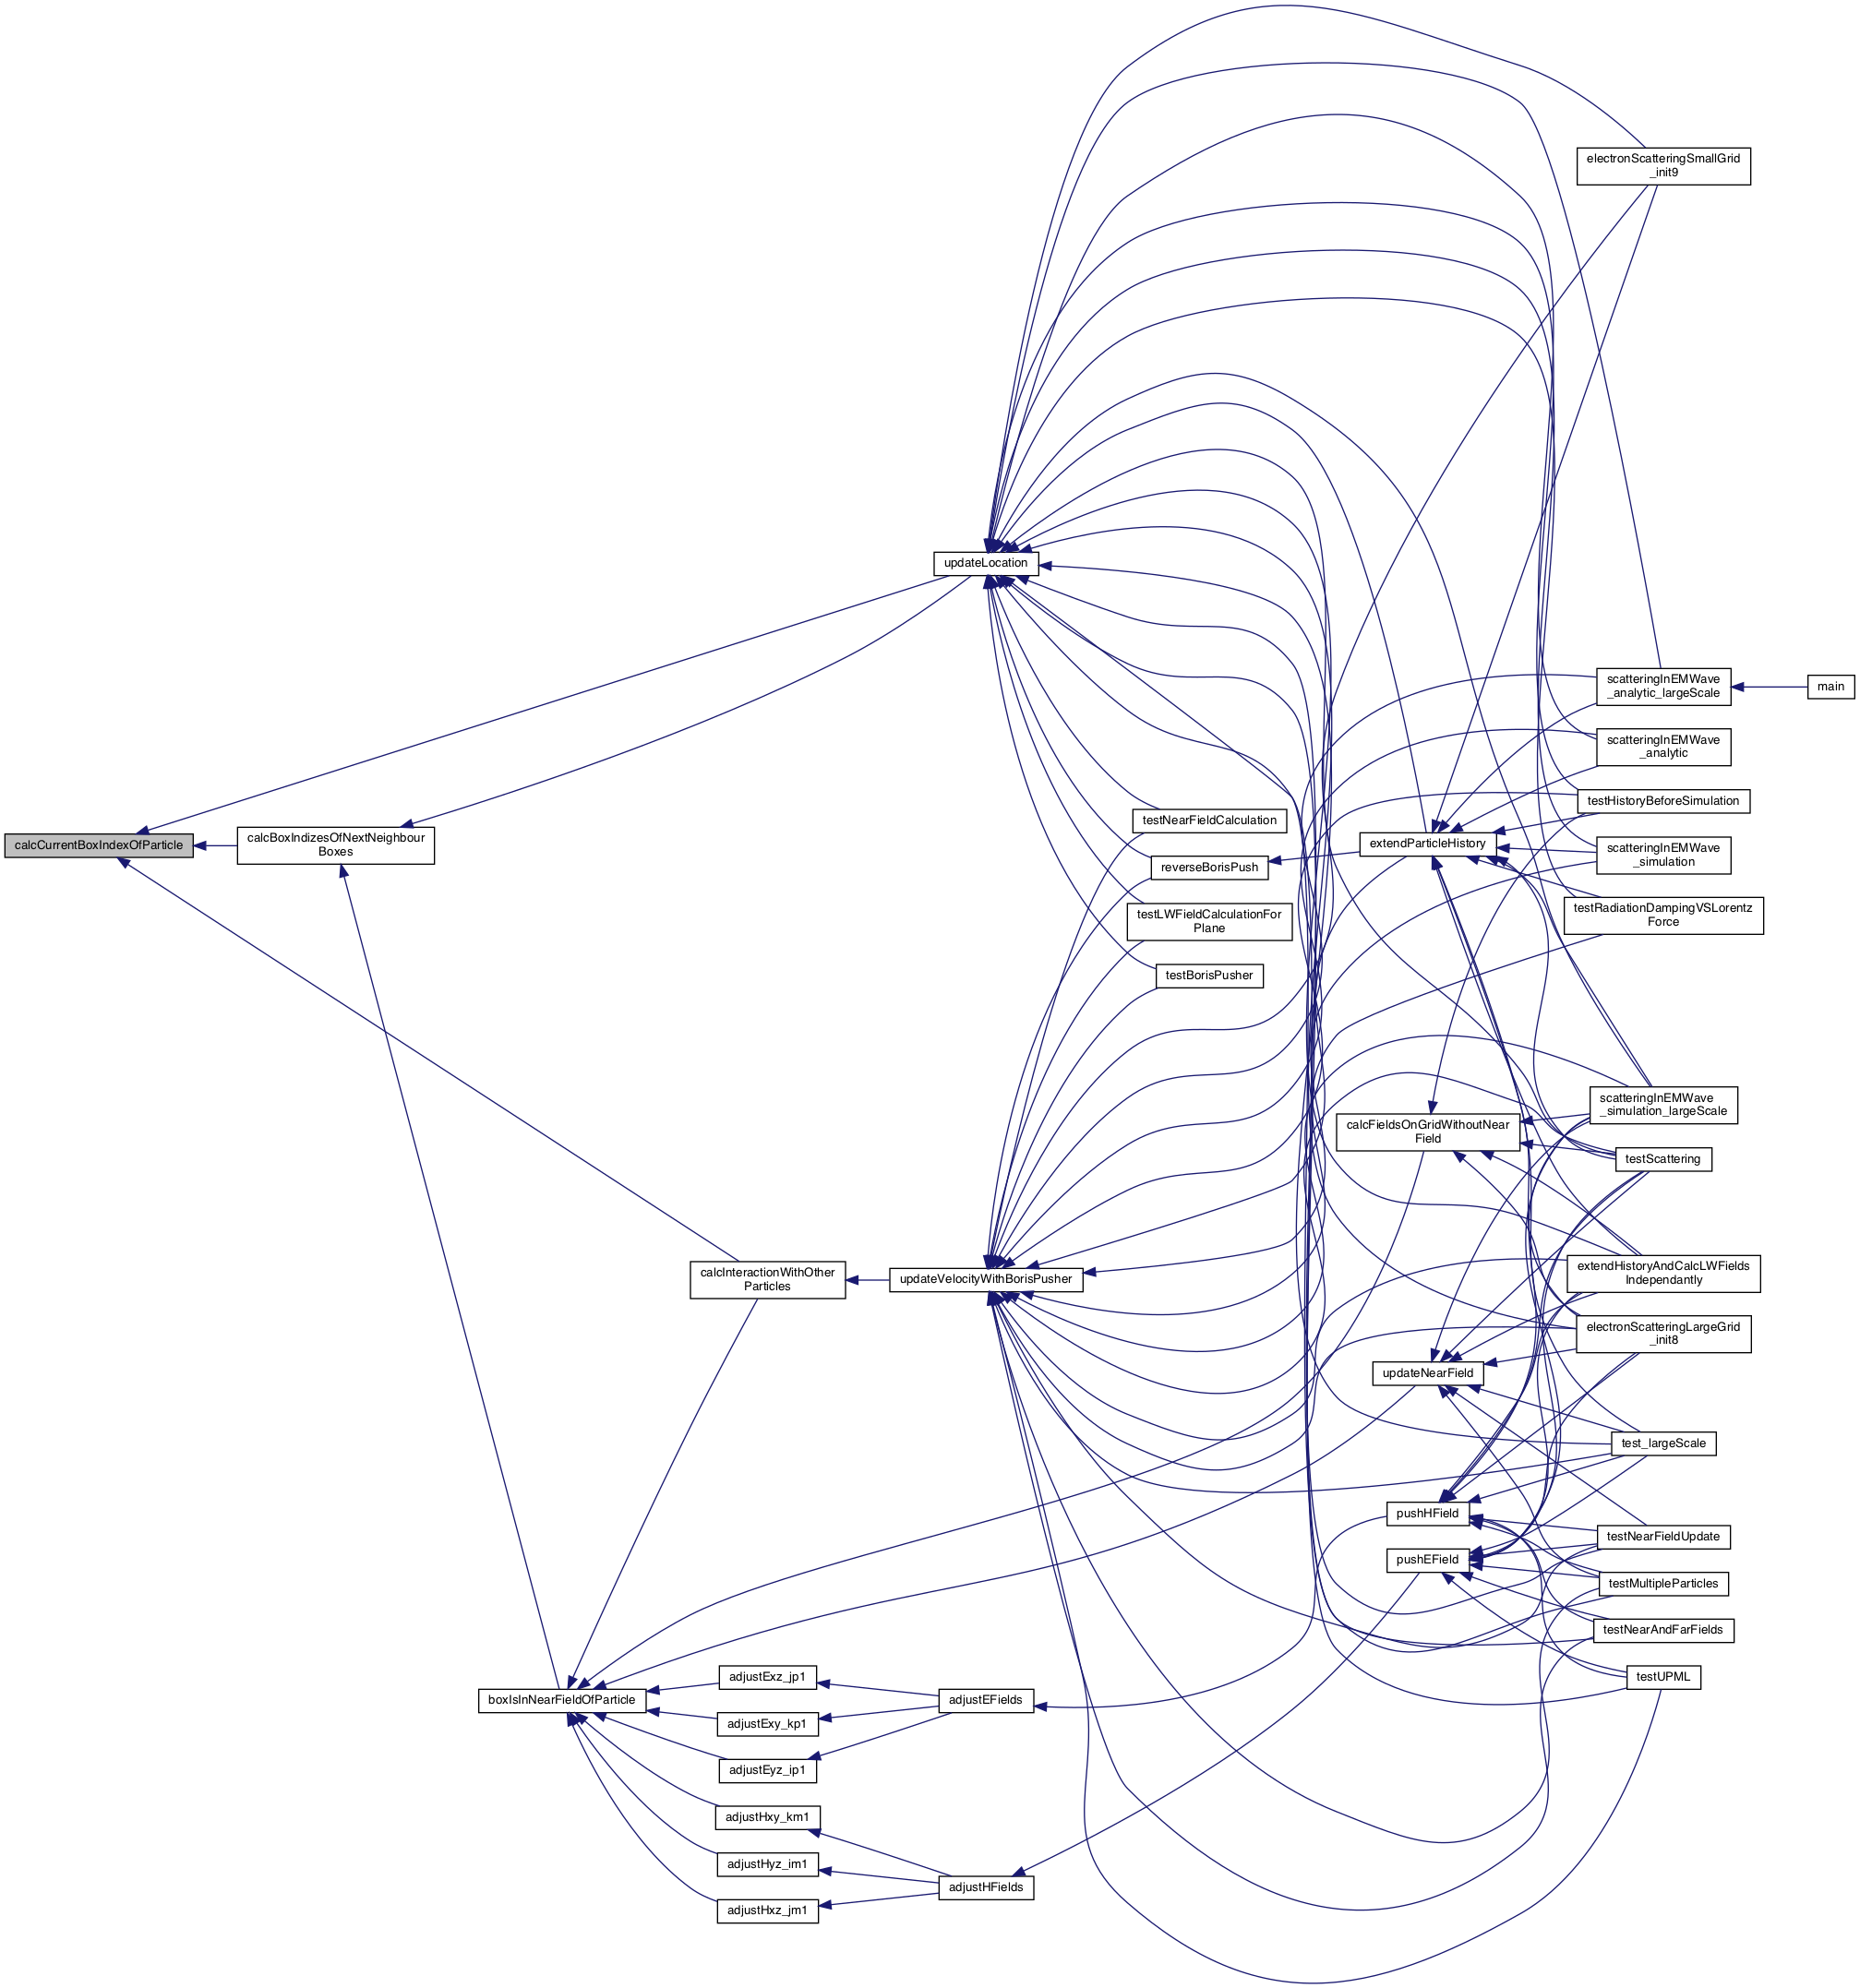 electronScatteringSmallGrid
_init9
updateLocation
scatteringInEMWave
_analytic_largeScale
main
scatteringInEMWave
_analytic
testHistoryBeforeSimulation
testNearFieldCalculation
calcCurrentBoxIndexOfParticle
calcBoxIndizesOfNextNeighbour
Boxes
extendParticleHistory
scatteringInEMWave
_simulation
reverseBorisPush
testLWFieldCalculationFor
Plane
testRadiationDampingVSLorentz
Force
testBorisPusher
scatteringInEMWave
_simulation_largeScale
calcFieldsOnGridWithoutNear
Field
testScattering
calcInteractionWithOther
Particles
updateVelocityWithBorisPusher
extendHistoryAndCalcLWFields
Independantly
electronScatteringLargeGrid
_init8
updateNearField
test_largeScale
pushHField
testNearFieldUpdate
pushEField
testMultipleParticles
testNearAndFarFields
testUPML
boxIsInNearFieldOfParticle
adjustExz_jp1
adjustEFields
adjustExy_kp1
adjustEyz_ip1
adjustHxy_km1
adjustHyz_im1
adjustHFields
adjustHxz_jm1